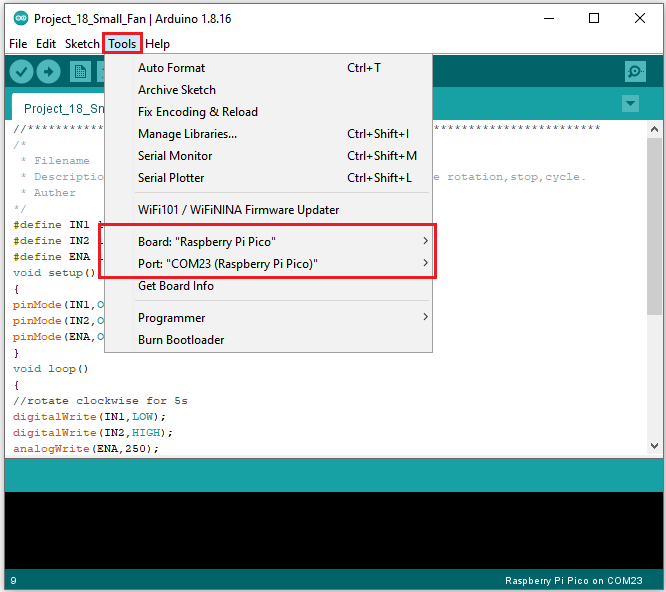 Project_18_Small_Fan | Arduino 1.8.16
File Edit Sketch Tools Help
Auto Format Ctrl+T
Archive Sketch
Fix Encoding & Reload
Manage Libraries... Ctrl+Shift+I
Serial Monitor Ctrl+Shift+M
Serial Plotter Ctrl+Shift+L
WiFi101 / WiFiNINA Firmware Updater
Board: "Raspberry Pi Pico"
Port: "COM23 (Raspberry Pi Pico)"
Get Board Info
Programmer
Burn Bootloader
Project_18_Sm
/*
* Filename
* Descriptio e rotation,stop,cycle.
* Auther
*/
#define IN1
#define IN2
#define ENA
void setup()
{
pinMode(IN1,O
pinMode(IN2,O
pinMode(ENA,O
}
void loop()
{
//rotate clockwise for 5s
digitalWrite(IN1,LOW);
digitalWrite(IN2,HIGH);
analogWrite(ENA,250);
9 Raspberry Pi Pico on COM23